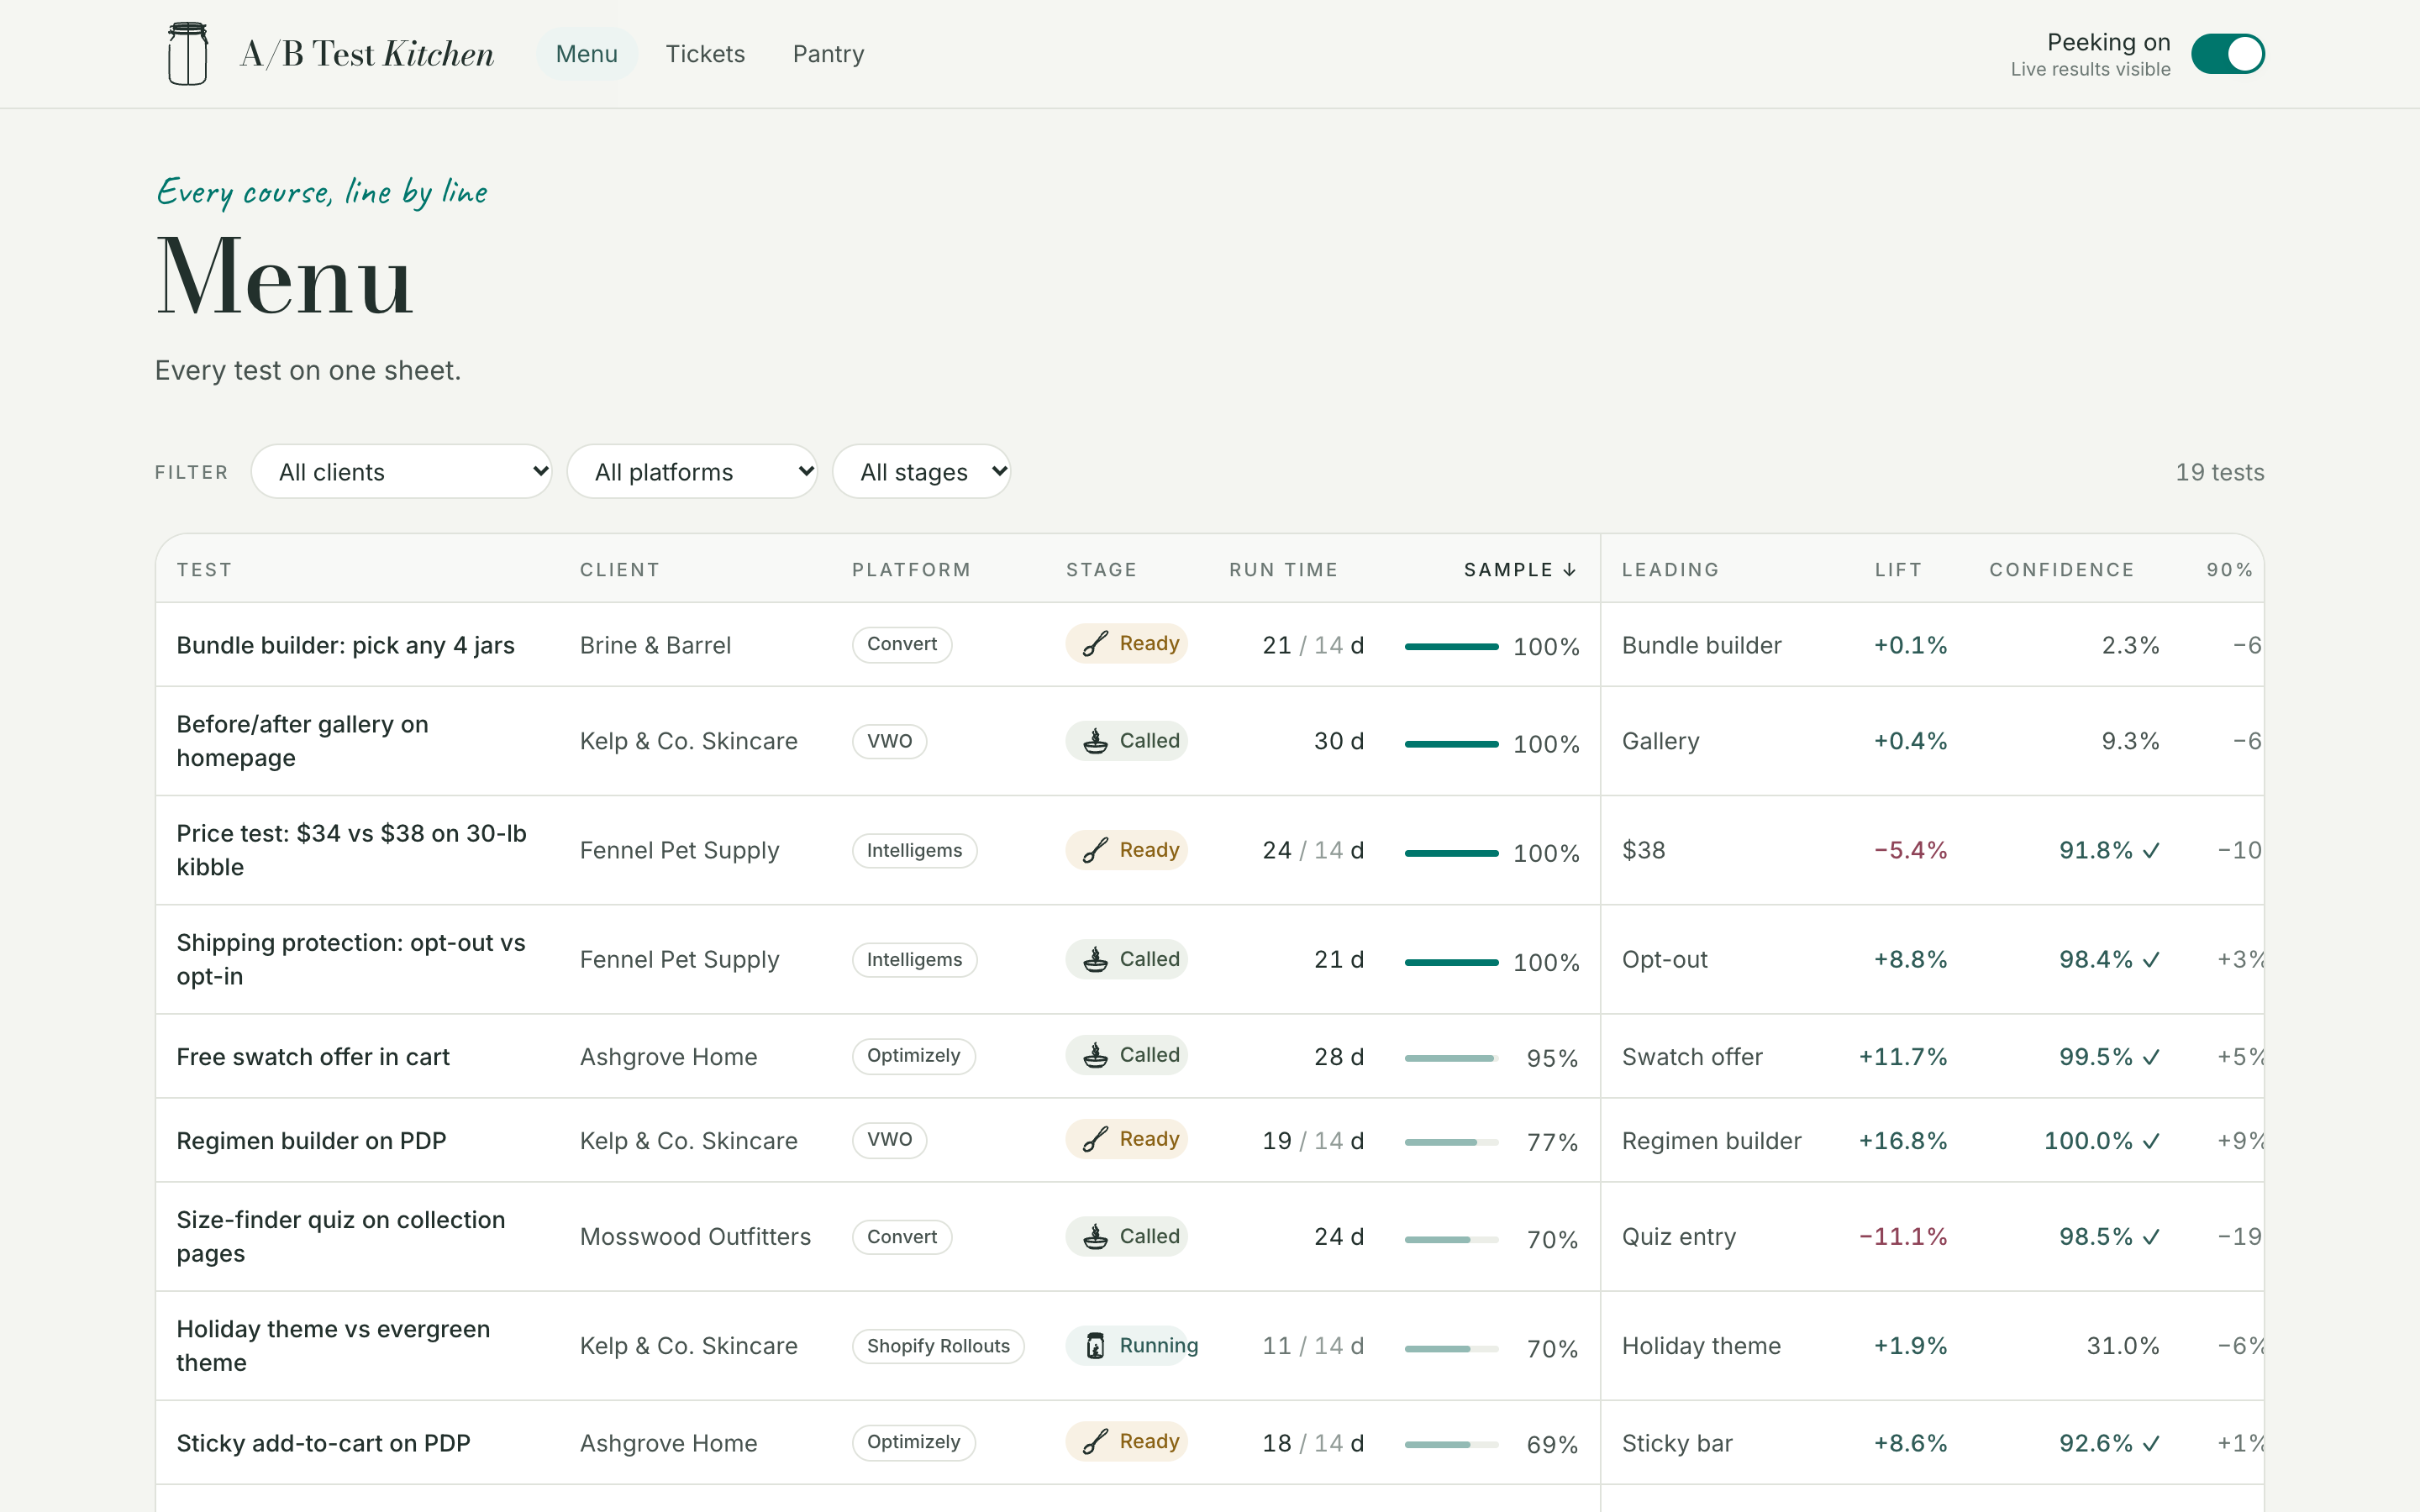 A/B Test Kitchen Menu Tickets Pantry Peeking on
Live results visible
Every course, line by line
Menu
Every test on one sheet.
FILTER All clients All platforms All stages 19 tests
TEST CLIENT PLATFORM STAGE RUN TIME SAMPLE ↓ LEADING LIFT CONFIDENCE 90%
Bundle builder: pick any 4 jars Brine & Barrel Convert Ready 21 / 14 d 100% Bundle builder +0.1% 2.3% −6
Before/after gallery on
homepage Kelp & Co. Skincare VWO Called 30 d 100% Gallery +0.4% 9.3% −6
Price test: $34 vs $38 on 30-lb
kibble Fennel Pet Supply Intelligems Ready 24 / 14 d 100% $38 −5.4% 91.8% ✓ −10
Shipping protection: opt-out vs
opt-in Fennel Pet Supply Intelligems Called 21 d 100% Opt-out +8.8% 98.4% ✓ +3%
Free swatch offer in cart Ashgrove Home Optimizely Called 28 d 95% Swatch offer +11.7% 99.5% ✓ +5%
Regimen builder on PDP Kelp & Co. Skincare VWO Ready 19 / 14 d 77% Regimen builder +16.8% 100.0% ✓ +9%
Size-finder quiz on collection
pages Mosswood Outfitters Convert Called 24 d 70% Quiz entry −11.1% 98.5% ✓ −19
Holiday theme vs evergreen
theme Kelp & Co. Skincare Shopify Rollouts Running 11 / 14 d 70% Holiday theme +1.9% 31.0% −6%
Sticky add-to-cart on PDP Ashgrove Home Optimizely Ready 18 / 14 d 69% Sticky bar +8.6% 92.6% ✓ +1%